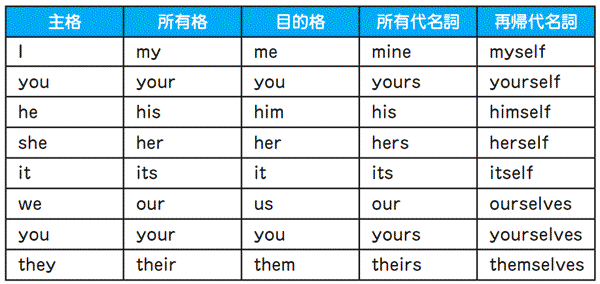 主格 所有格 目的格 所有代名詞 再帰代名詞
I my me mine myself
you your you yours yourself
he his him his himself
she her her hers herself
it its it its itself
we our us our ourselves
you your you yours yourselves
they their them theirs themselves